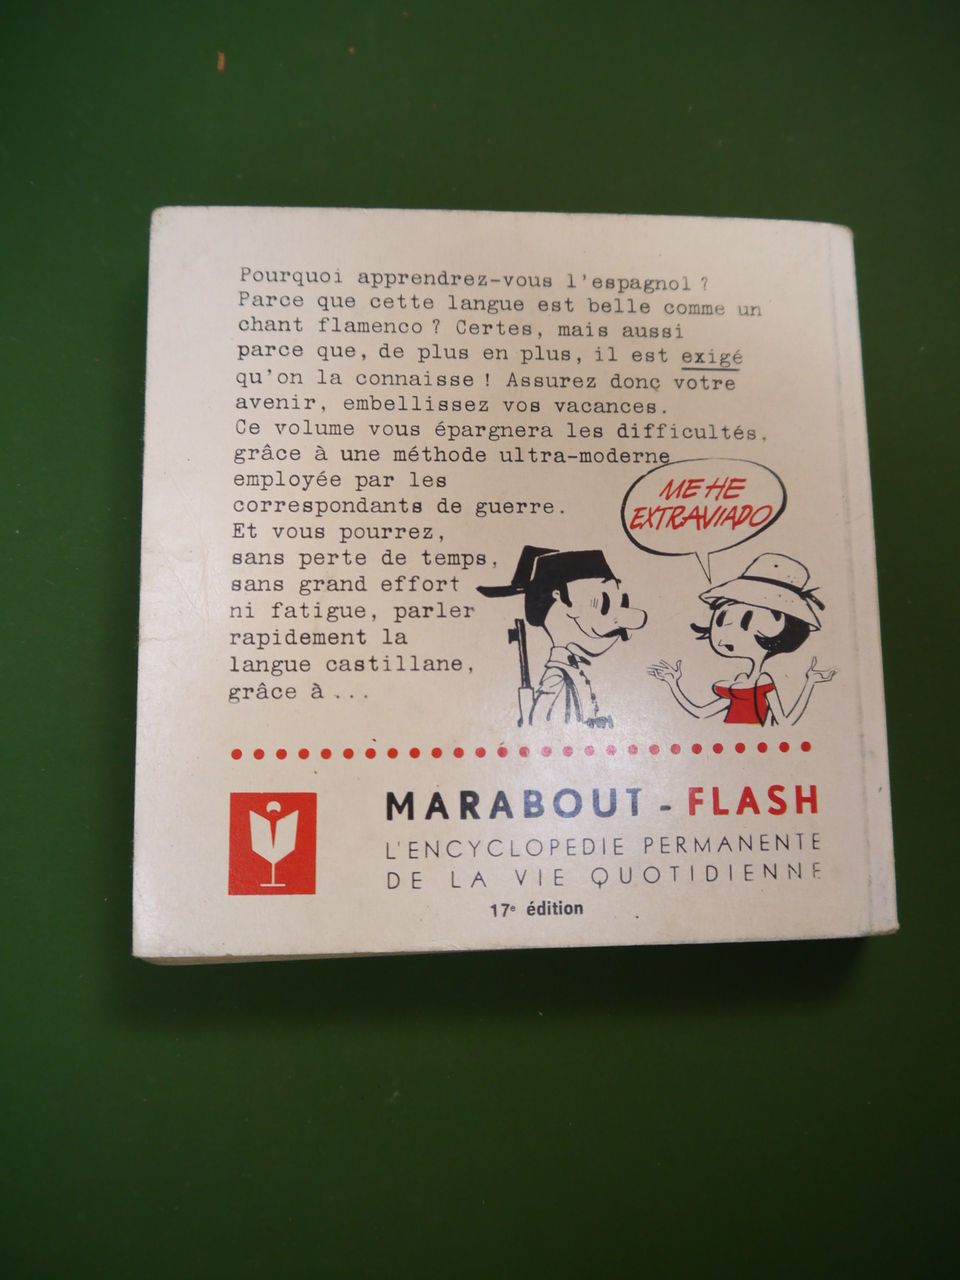 Pourquoi apprendrez-vous l'espagnol ?
Parce que cette langue est belle comme un
chant flamenco ? Certes, mais aussi
parce que, de plus en plus, il est exigé
qu'on la connaisse ! Assurez donc votre
avenir, embellissez vos vacances.
Ce volume vous épargnera les difficultés,
grâce à une méthode ultra-moderne
employée par les
correspondants de guerre.
Et vous pourrez,
sans perte de temps,
sans grand effort
ni fatigue, parler
rapidement la
langue castillane,
grâce à ...
ME HE
EXTRAVIADO
MARABOUT - FLASH
L'ENCYCLOPEDIE PERMANENTE
DE LA VIE QUOTIDIENNE
17e édition